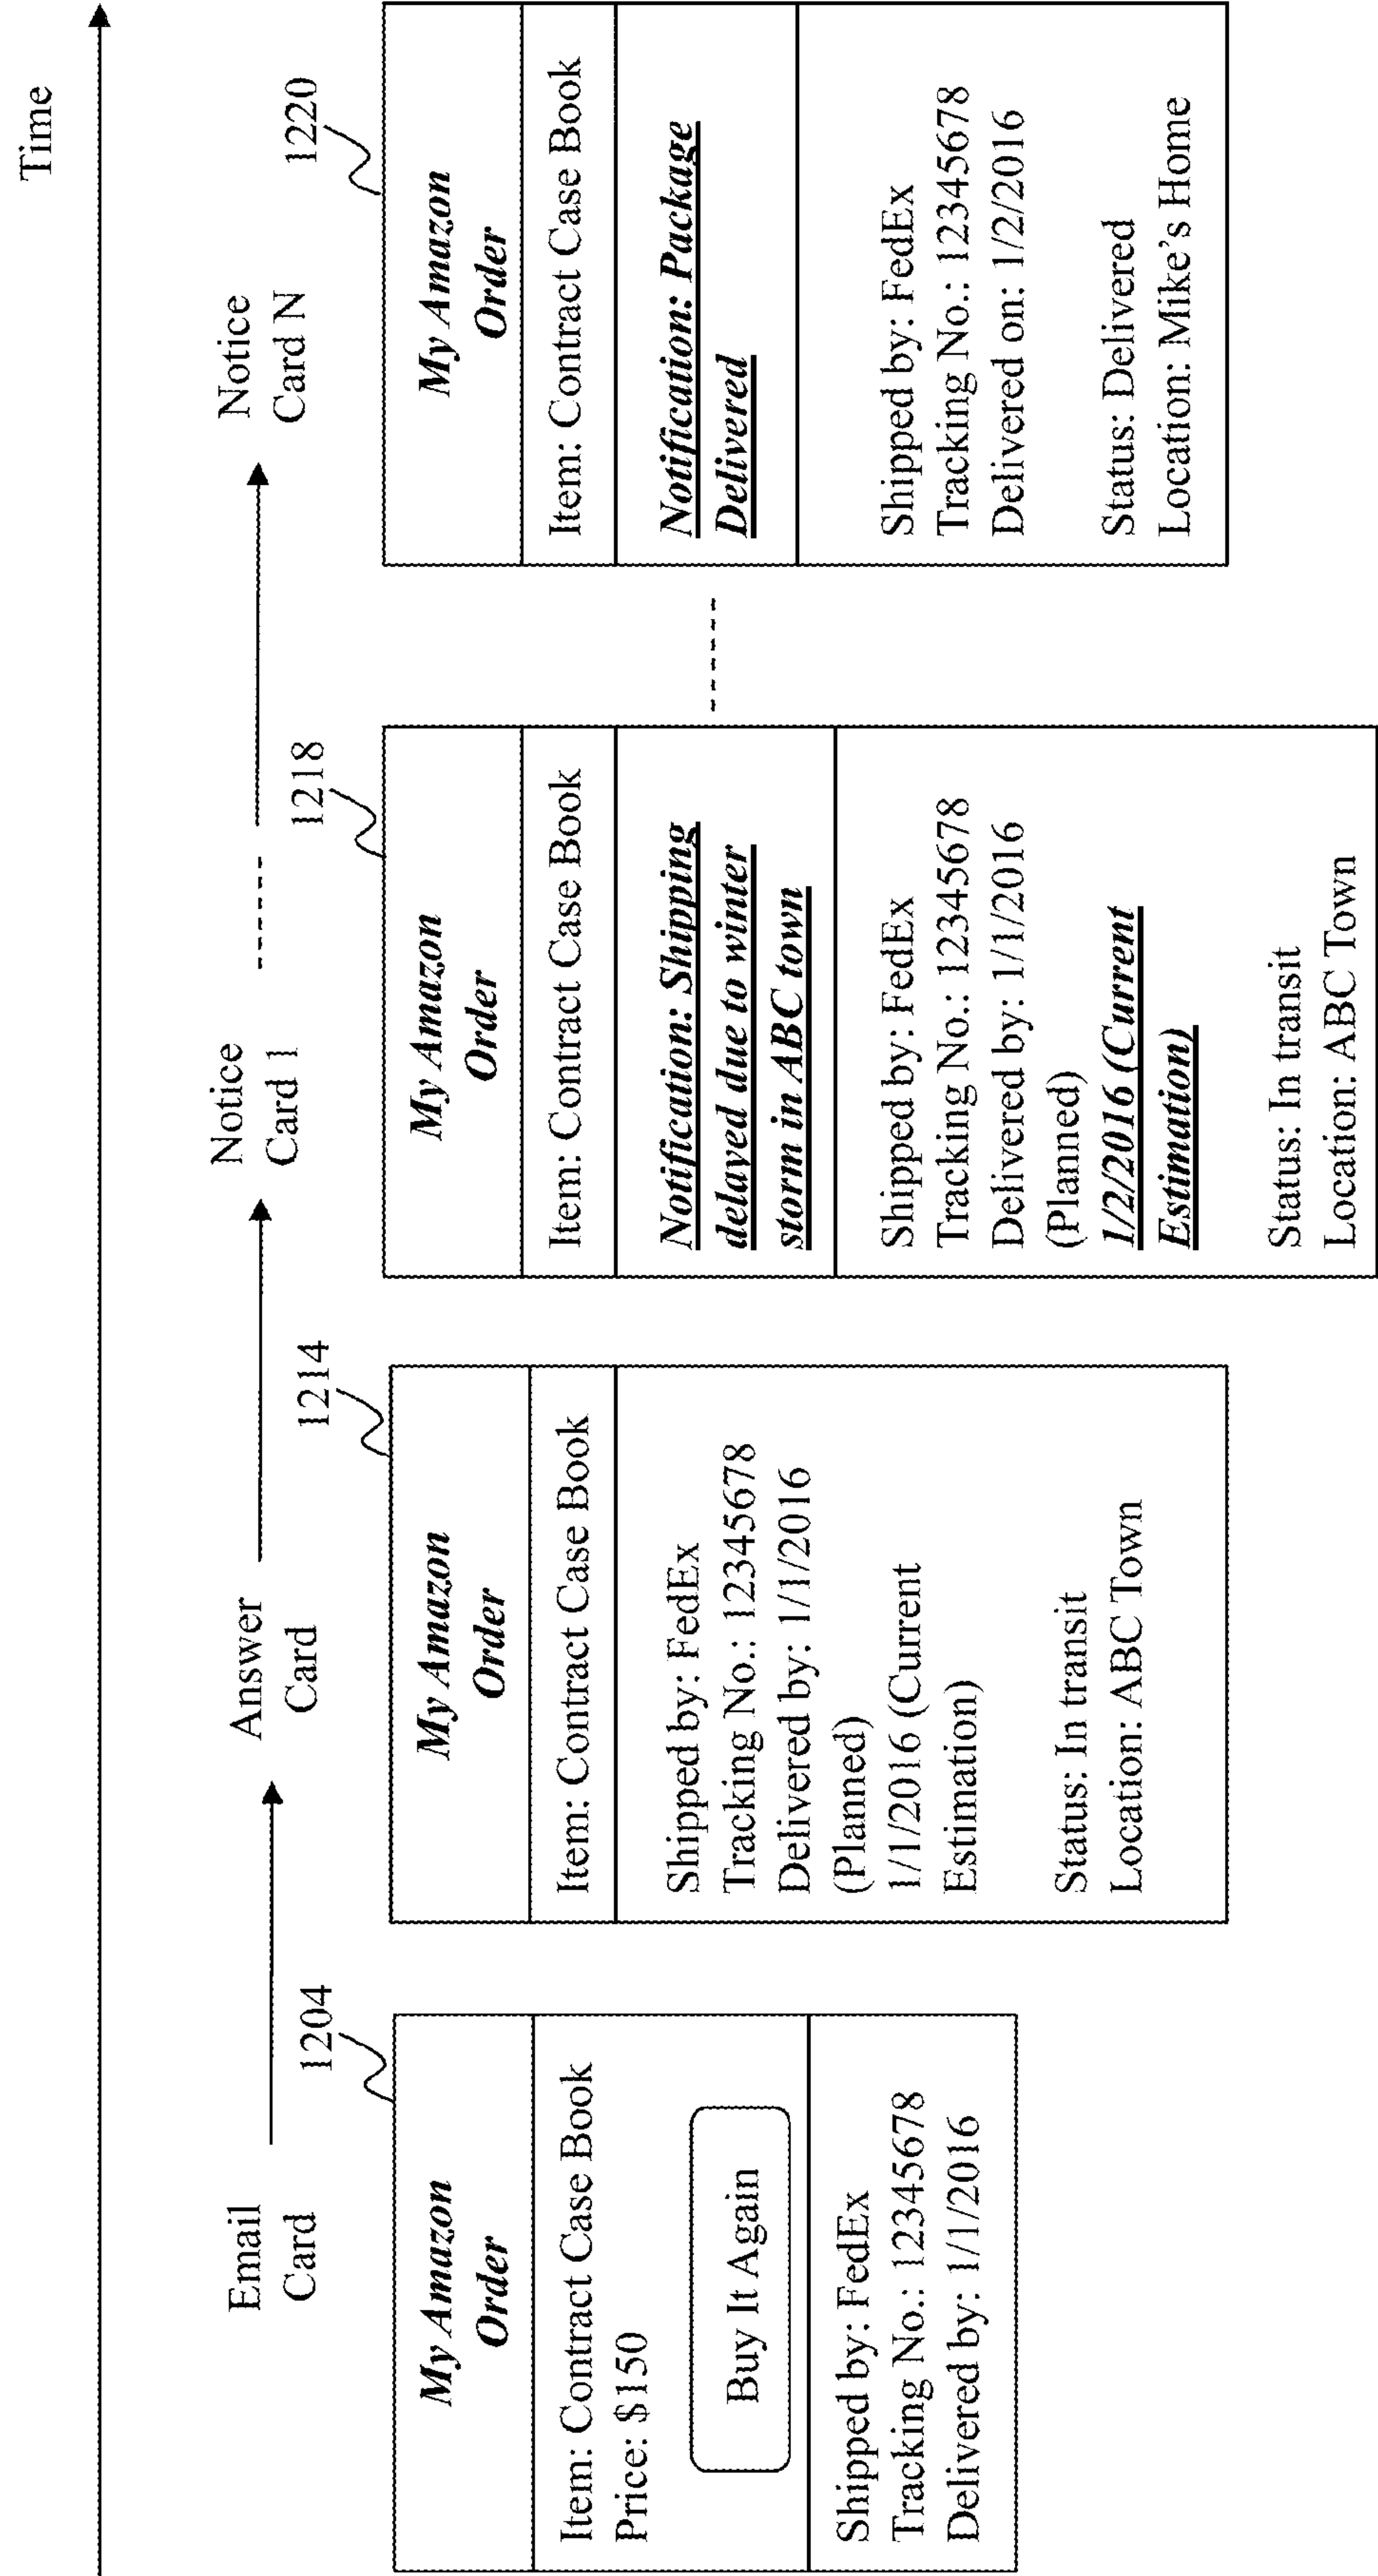 Time
Email
Card
Answer
Card
Notice
Card 1
Notice
Card N
1204
My Amazon
Order
Item: Contract Case Book
Price: $150
Buy It Again
Shipped by: FedEx
Tracking No.: 12345678
Delivered by: 1/1/2016
1214
My Amazon
Order
Item: Contract Case Book
Shipped by: FedEx
Tracking No.: 12345678
Delivered by: 1/1/2016
(Planned)
1/1/2016 (Current
Estimation)
Status: In transit
Location: ABC Town
1218
My Amazon
Order
Item: Contract Case Book
Notification: Shipping
delayed due to winter
storm in ABC town
Shipped by: FedEx
Tracking No.: 12345678
Delivered by: 1/1/2016
(Planned)
1/2/2016 (Current
Estimation)
Status: In transit
Location: ABC Town
1220
My Amazon
Order
Item: Contract Case Book
Notification: Package
Delivered
Shipped by: FedEx
Tracking No.: 12345678
Delivered on: 1/2/2016
Status: Delivered
Location: Mike's Home